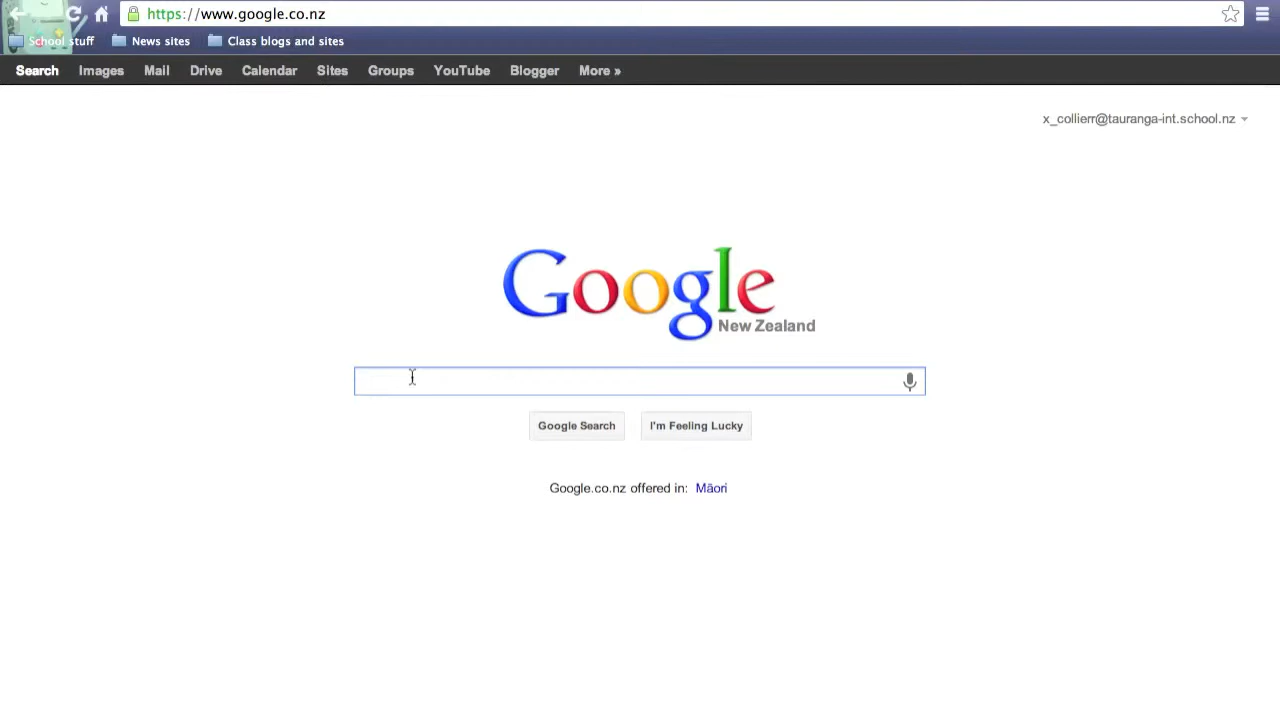 https://www.google.co.nz
School stuff News sites Class blogs and sites
Search Images Mail Drive Calendar Sites Groups YouTube Blogger More »
x_collierr@tauranga-int.school.nz
Google
New Zealand
Google Search I'm Feeling Lucky
Google.co.nz offered in: Māori